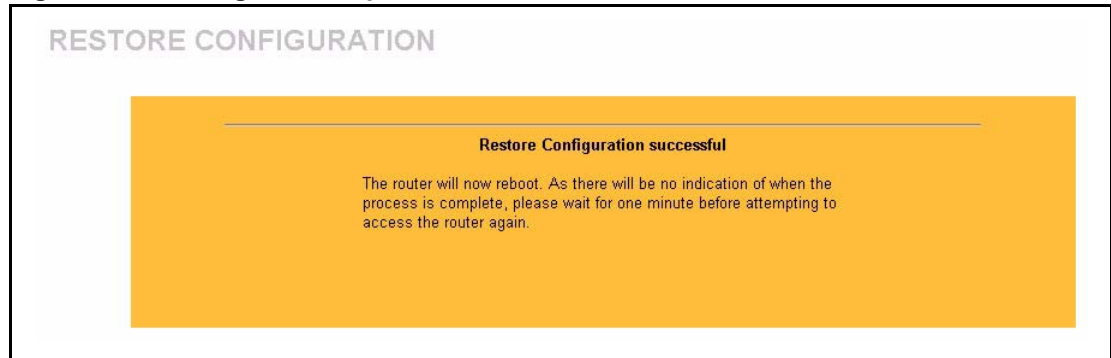 RESTORE CONFIGURATION
Restore Configuration successful
The router will now reboot. As there will be no indication of when the
process is complete, please wait for one minute before attempting to
access the router again.